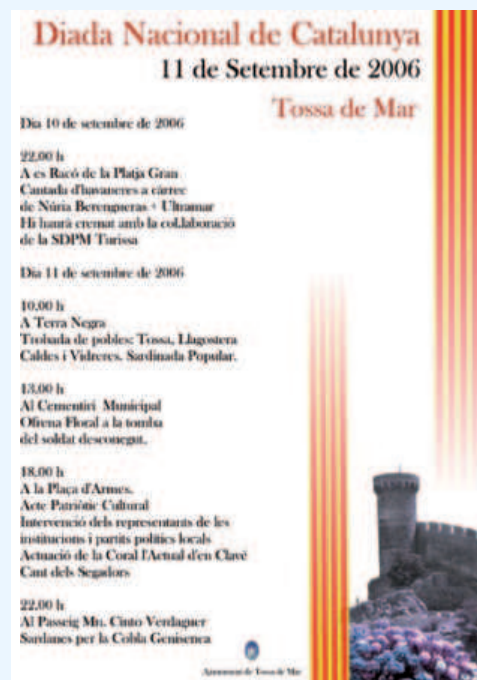 Diada Nacional de Catalunya
11 de Setembre de 2006
Tossa de Mar
Dia 10 de setembre de 2006
22.00 h
A es Racó de la Platja Gran
Cantada d'havaneres a càrrec
de Núria Berengueras + Ultramar
Hi haurà cremat amb la col.laboració
de la SDPM Turissa
Dia 11 de setembre de 2006
10.00 h
A Terra Negra
Trobada de pobles: Tossa, Llagostera
Caldes i Vidreres. Sardinada Popular.
13.00 h
Al Cementiri Municipal
Ofrena Floral a la tomba
del soldat desconegut.
18.00 h
A la Plaça d'Armes.
Acte Patriòtic Cultural
Intervenció dels representants de les
institucions i partits polítics locals
Actuació de la Coral l'Actual d'en Clavé
Cant dels Segadors
22.00 h
Al Passeig Mn. Cinto Verdaguer
Sardanes per la Cobla Genisenca
Ajuntament de Tossa de Mar